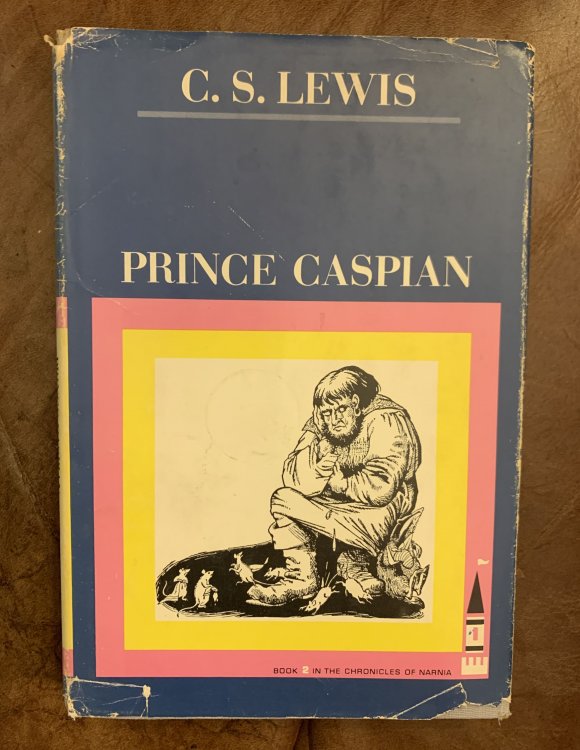 C. S. LEWIS
PRINCE CASPIAN
BOOK 2 IN THE CHRONICLES OF NARNIA